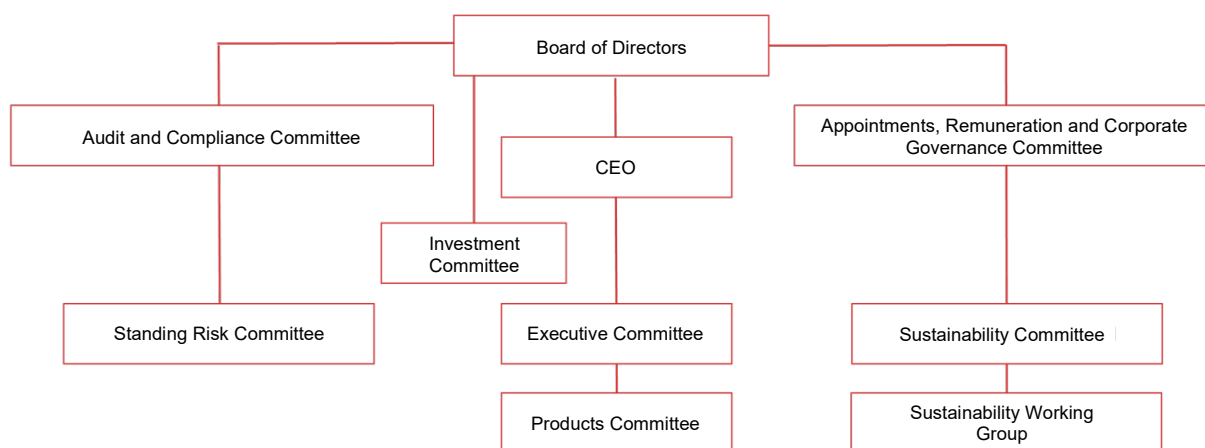 Board of Directors
Audit and Compliance Committee
Appointments, Remuneration and Corporate
Governance Committee
CEO
Investment
Committee
Standing Risk Committee
Executive Committee
Sustainability Committee
Products Committee
Sustainability Working
Group